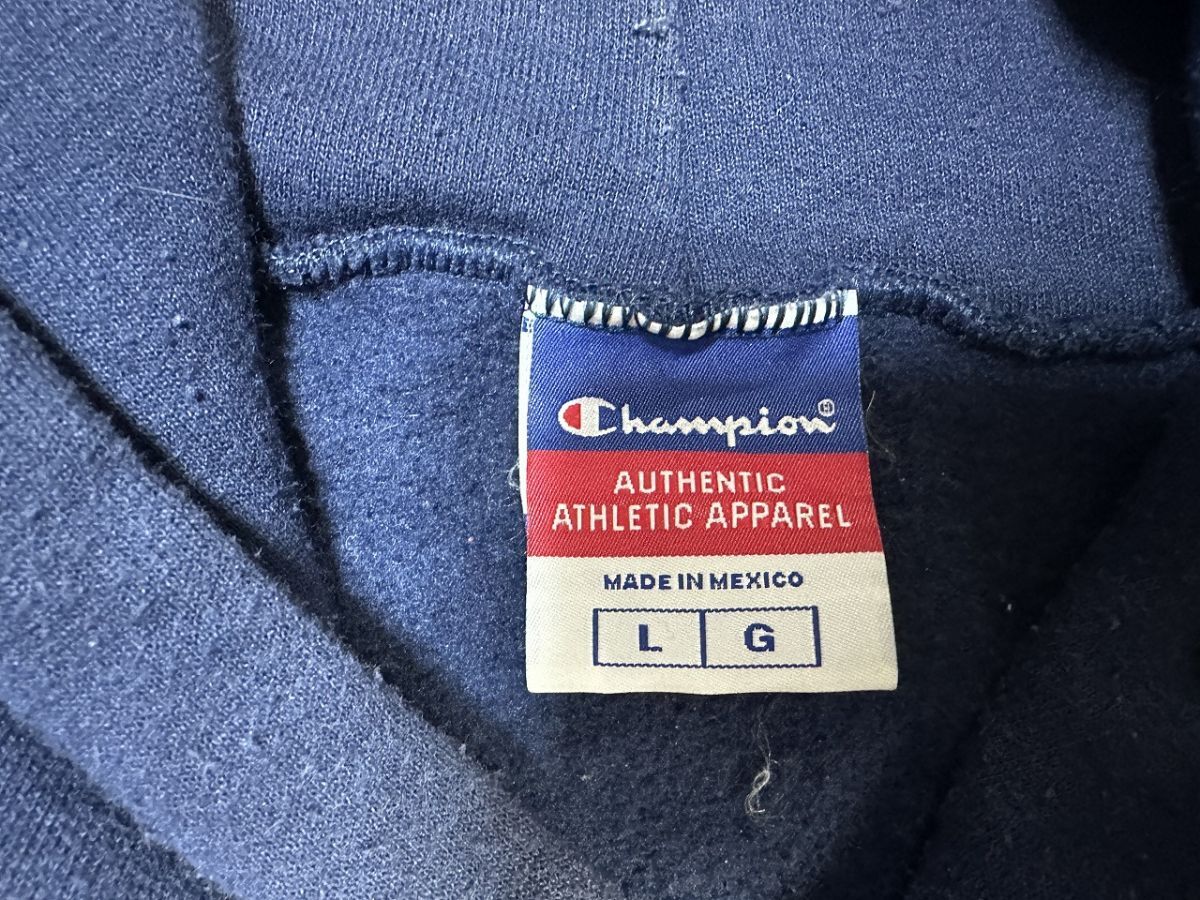 Champion®
AUTHENTIC
ATHLETIC APPAREL
MADE IN MEXICO
L G